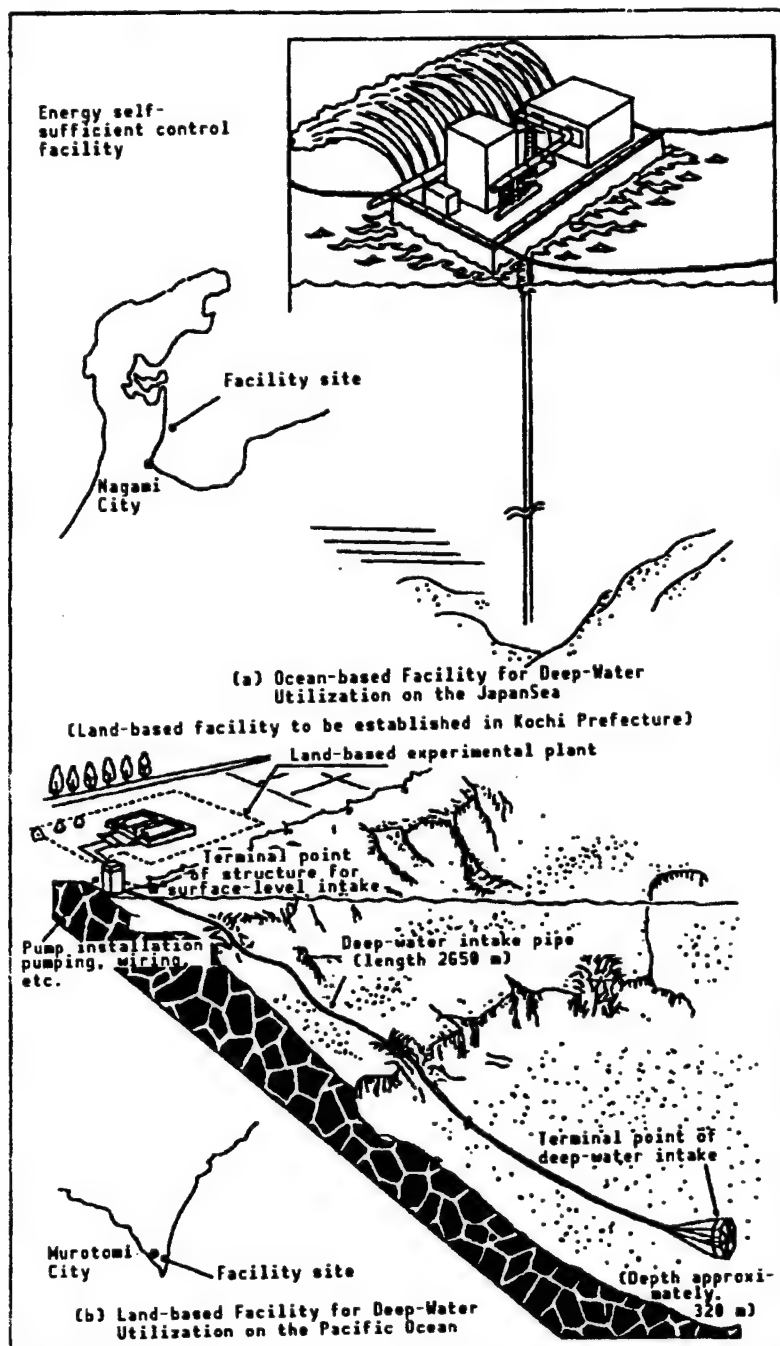 Energy self-
sufficient control
facility
Facility site
Nagami
City
(a) Ocean-based Facility for Deep-Water
Utilization on the JapanSea
(Land-based facility to be established in Kochi Prefecture)
Land-based experimental plant
Terminal point
of structure for
surface-level intake
Pump installation
pumping, wiring,
etc.
Deep-water intake pipe
(length 2650 m)
Terminal point of
deep-water intake
(Depth approxi-
mately.
320 m)
Murotomi
City
Facility site
(b) Land-based Facility for Deep-Water
Utilization on the Pacific Ocean